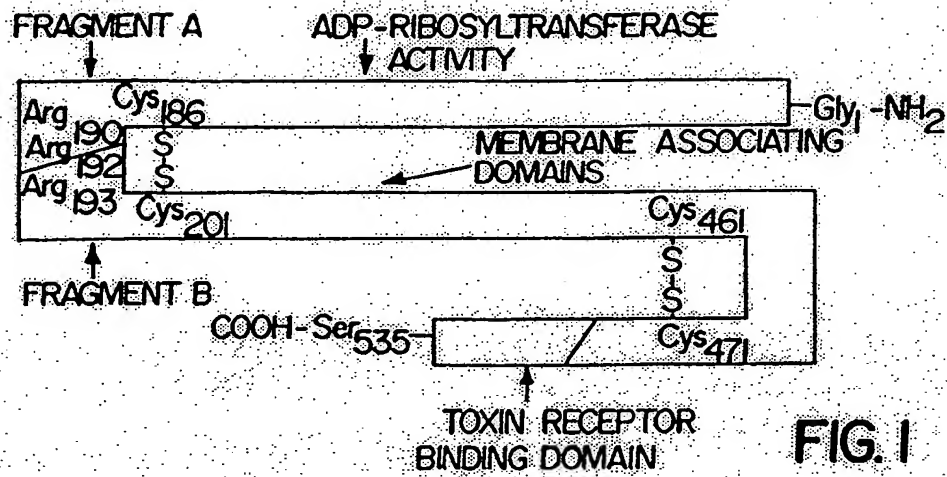 FRAGMENT A
ADP-RIBOSYLTRANSFERASE
ACTIVITY
Arg190
Cys186
Gly1-NH2
Arg192
S
S
MEMBRANE ASSOCIATING
DOMAINS
Arg193
Cys201
Cys461
S
S
FRAGMENT B
COOH-Ser535
Cys471
TOXIN RECEPTOR
BINDING DOMAIN
FIG. 1